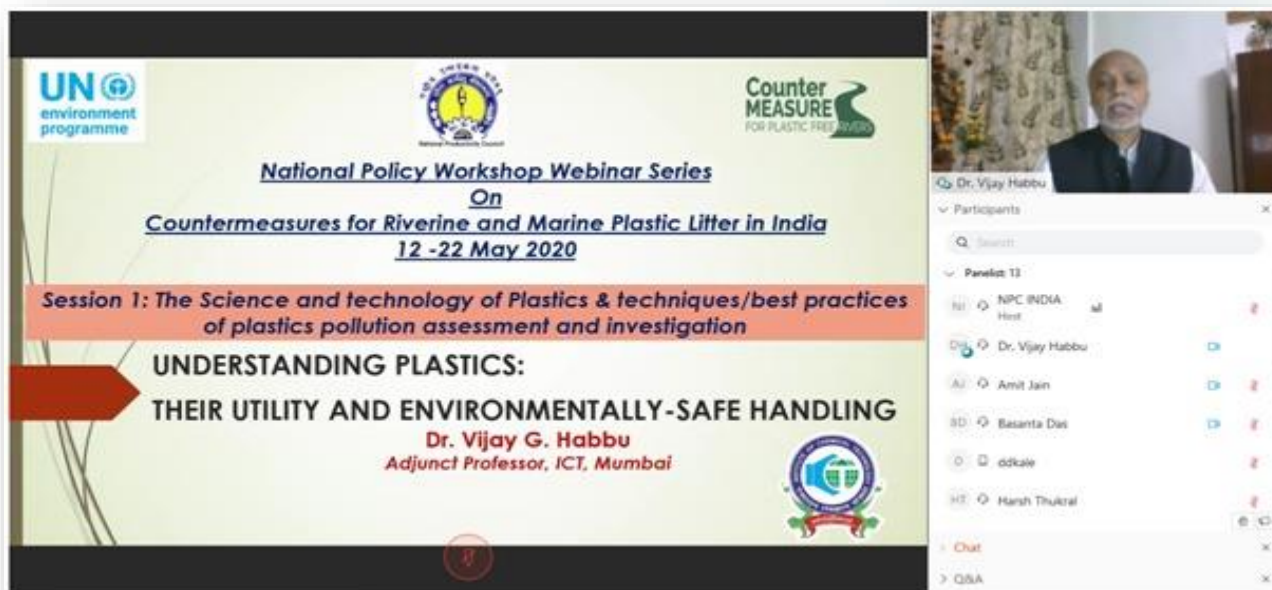 UN
environment
programme
National Productivity Council
Counter
MEASURE
FOR PLASTIC FREE RIVERS
National Policy Workshop Webinar Series
On
Countermeasures for Riverine and Marine Plastic Litter in India
12 -22 May 2020
Session 1: The Science and technology of Plastics & techniques/best practices
of plastics pollution assessment and investigation
UNDERSTANDING PLASTICS:
THEIR UTILITY AND ENVIRONMENTALLY-SAFE HANDLING
Dr. Vijay G. Habbu
Adjunct Professor, ICT, Mumbai
Dr. Vijay Habbu
Participants
Search
Panelist: 13
NI NPC INDIA
Host
Dr. Vijay Habbu
AJ Amit Jain
BD Basanta Das
D ddkale
HT Harsh Thukral
Chat
Q&A